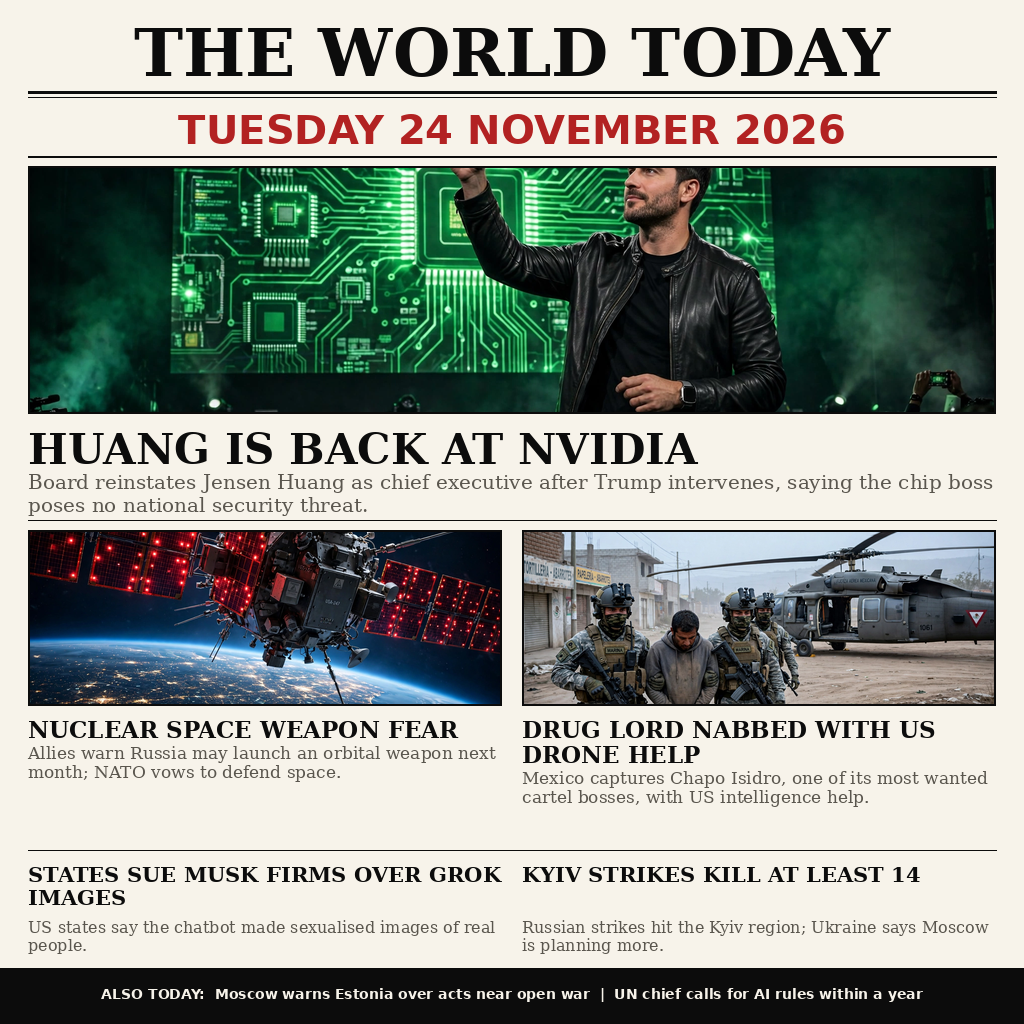 THE WORLD TODAY
TUESDAY 24 NOVEMBER 2026
HUANG IS BACK AT NVIDIA
Board reinstates Jensen Huang as chief executive after Trump intervenes, saying the chip boss
poses no national security threat.
TORTILLERIA - ABARROTES
PAPELERIA - ABARROTES
MARINA
MARINA
NUCLEAR SPACE WEAPON FEAR
Allies warn Russia may launch an orbital weapon next
month; NATO vows to defend space.
DRUG LORD NABBED WITH US
DRONE HELP
Mexico captures Chapo Isidro, one of its most wanted
cartel bosses, with US intelligence help.
STATES SUE MUSK FIRMS OVER GROK
IMAGES
US states say the chatbot made sexualised images of real
people.
KYIV STRIKES KILL AT LEAST 14
Russian strikes hit the Kyiv region; Ukraine says Moscow
is planning more.
ALSO TODAY: Moscow warns Estonia over acts near open war | UN chief calls for AI rules within a year